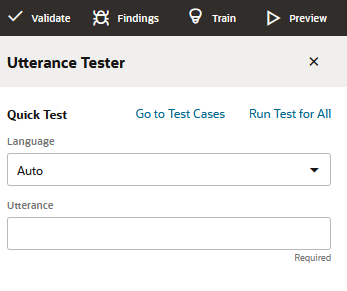 Validate Findings Train Preview
Utterance Tester
Quick Test Go to Test Cases Run Test for All
Language
Auto
Utterance
Required